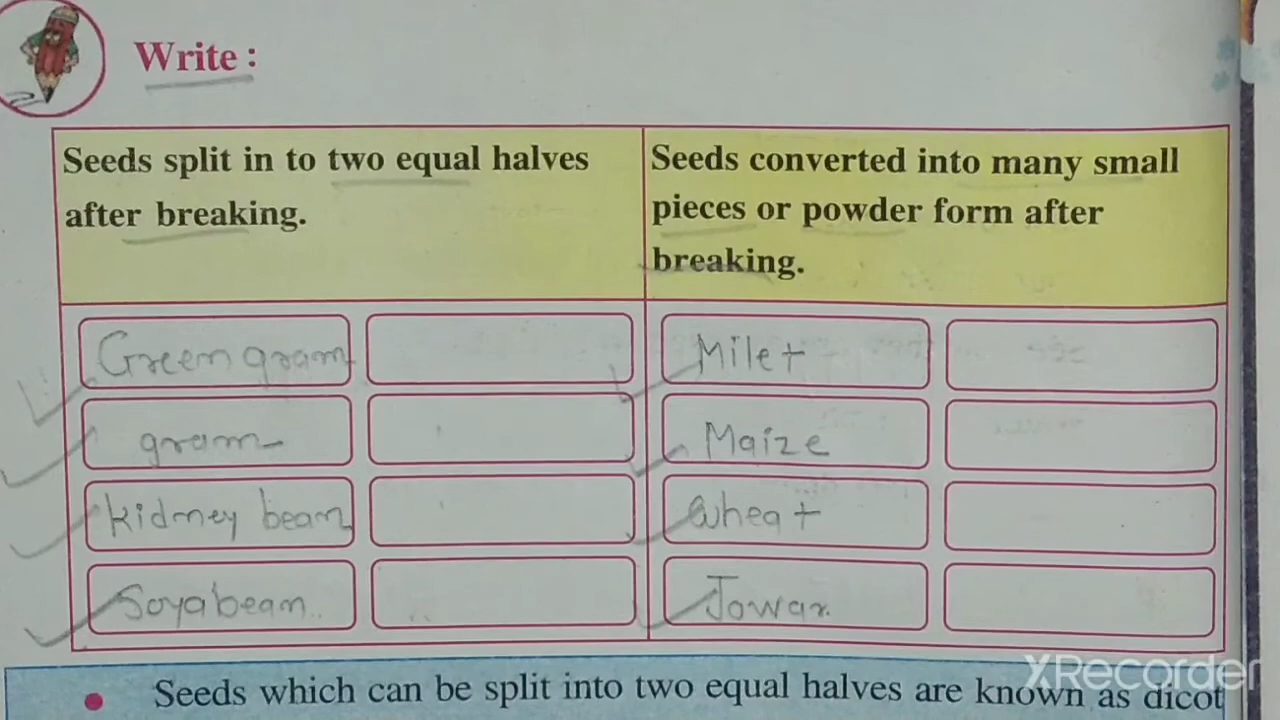 Write :
Seeds split in to two equal halves
after breaking.
Seeds converted into many small
pieces or powder form after
breaking.
Green gram
gram
kidney bean
Soyabean
Milet
Maize
wheat
Jowar
Seeds which can be split into two equal halves are known as dicot
XRecorder